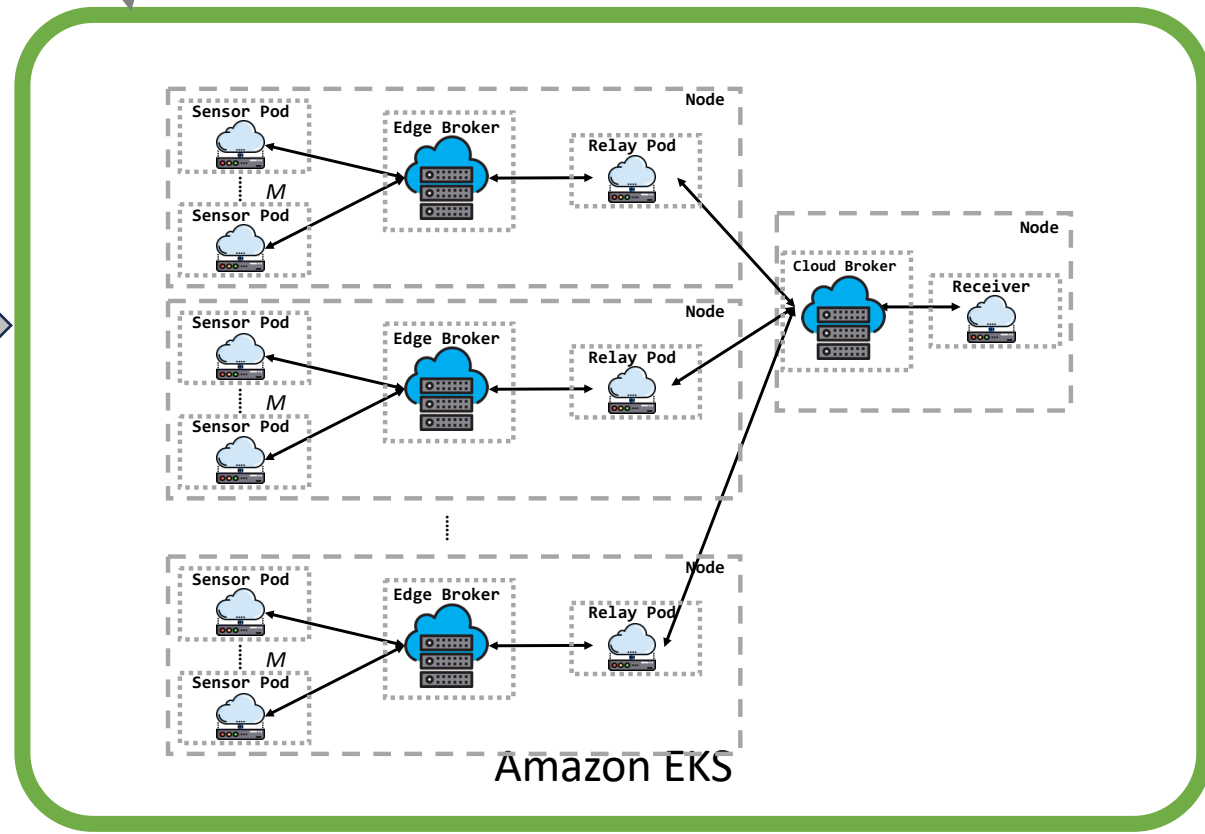 Node
Sensor Pod
Edge Broker
Relay Pod
M
Sensor Pod
Node
Cloud Broker
Receiver
Node
Sensor Pod
Edge Broker
Relay Pod
M
Sensor Pod
Node
Sensor Pod
Edge Broker
Relay Pod
M
Sensor Pod
Amazon EKS